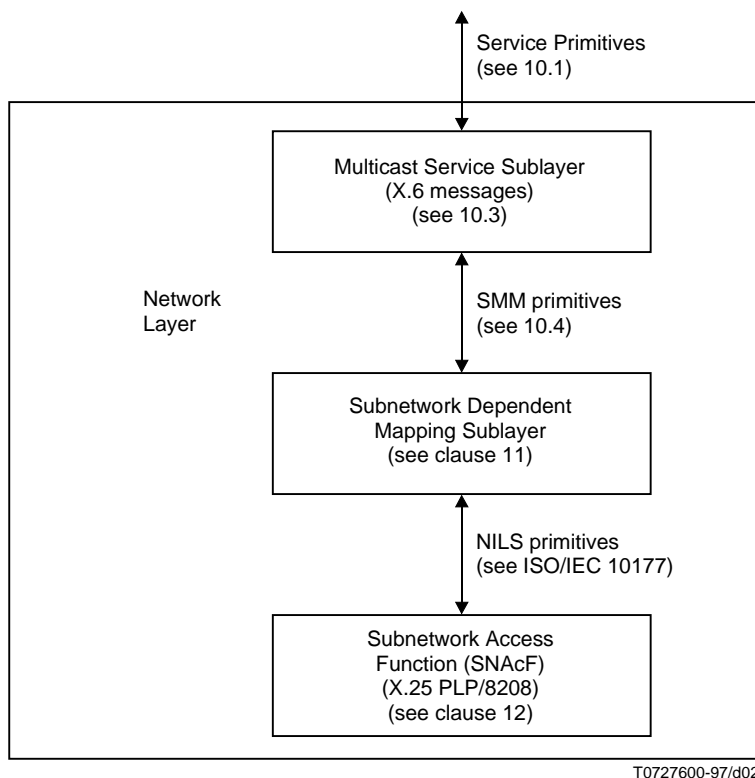 Service Primitives
(see 10.1)
Multicast Service Sublayer
(X.6 messages)
(see 10.3)
Network
Layer
SMM primitives
(see 10.4)
Subnetwork Dependent
Mapping Sublayer
(see clause 11)
NILS primitives
(see ISO/IEC 10177)
Subnetwork Access
Function (SNAcF)
(X.25 PLP/8208)
(see clause 12)
T0727600-97/d02